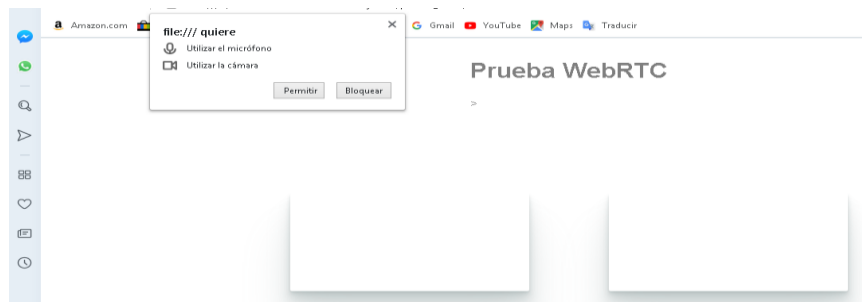 Amazon.com
Gmail YouTube Maps Traducir
file:/// quiere
Utilizar el micrófono
Utilizar la cámara
Permitir Bloquear
Prueba WebRTC
>